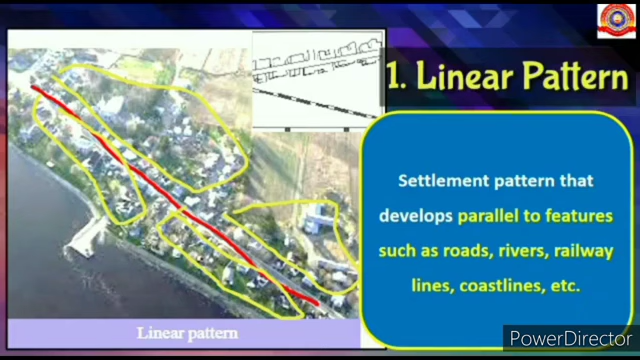 1. Linear Pattern
Settlement pattern that
develops parallel to features
such as roads, rivers, railway
lines, coastlines, etc.
Linear pattern
PowerDirector